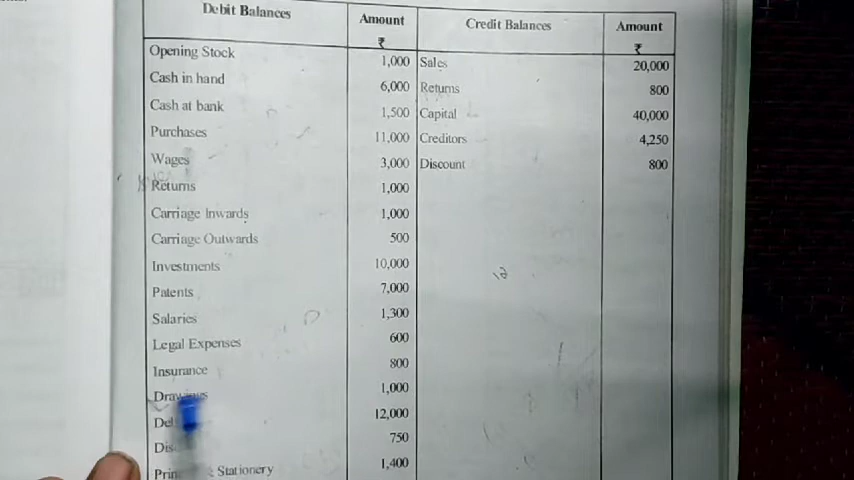 Debit Balances Amount ₹ Credit Balances Amount ₹
Opening Stock 1,000 Sales 20,000
Cash in hand 6,000 Returns 800
Cash at bank 1,500 Capital 40,000
Purchases 11,000 Creditors 4,250
Wages 3,000 Discount 800
Returns 1,000
Carriage Inwards 1,000
Carriage Outwards 500
Investments 10,000
Patents 7,000
Salaries 1,300
Legal Expenses 600
Insurance 800
Drawings 1,000
12,000
750
Stationery 1,400